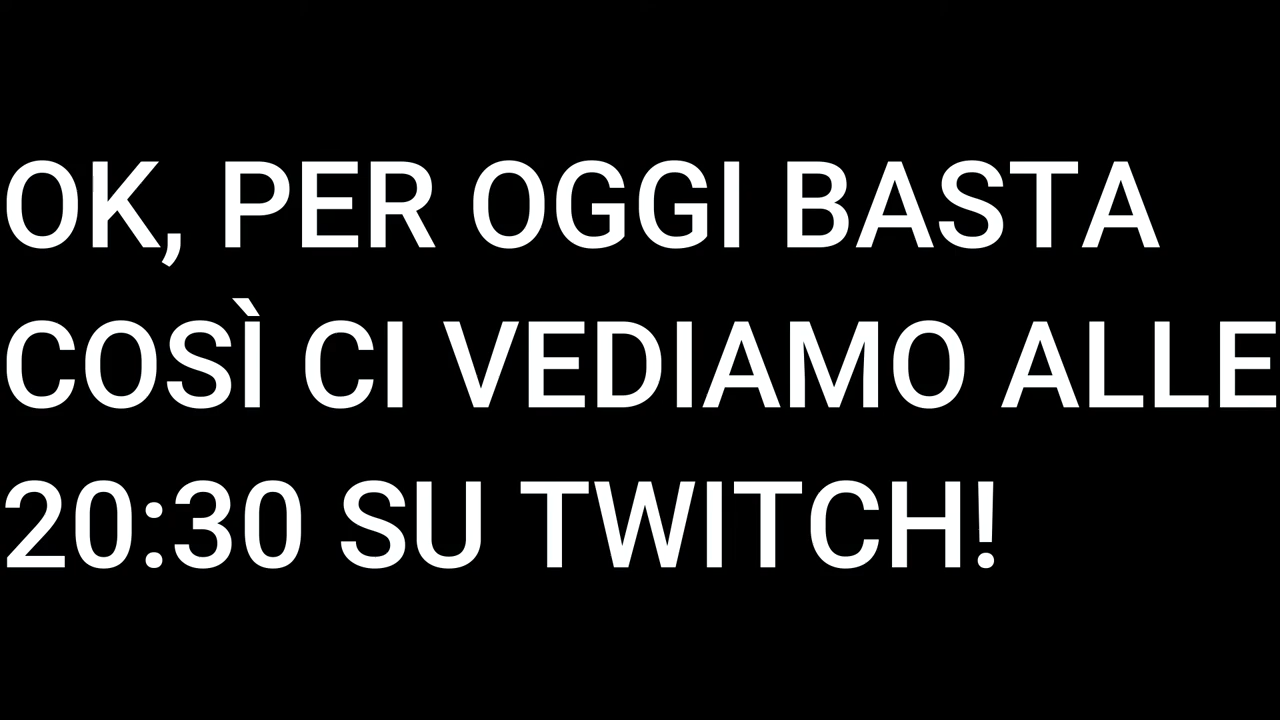 OK, PER OGGI BASTA
COSÌ CI VEDIAMO ALLE
20:30 SU TWITCH!